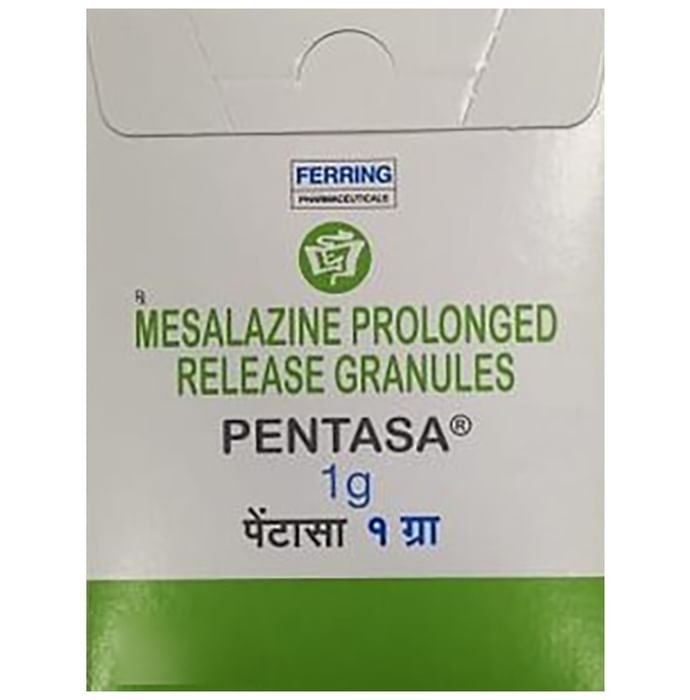 FERRING
PHARMACEUTICALS
℞
MESALAZINE PROLONGED
RELEASE GRANULES
PENTASA®
1g
पेंटासा १ ग्रा